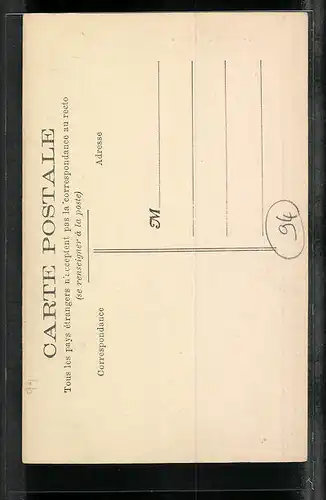 CARTE POSTALE
Tous les pays étrangers n'acceptent pas la correspondance au recto
(se renseigner à la poste)
Correspondance
Adresse
M
94